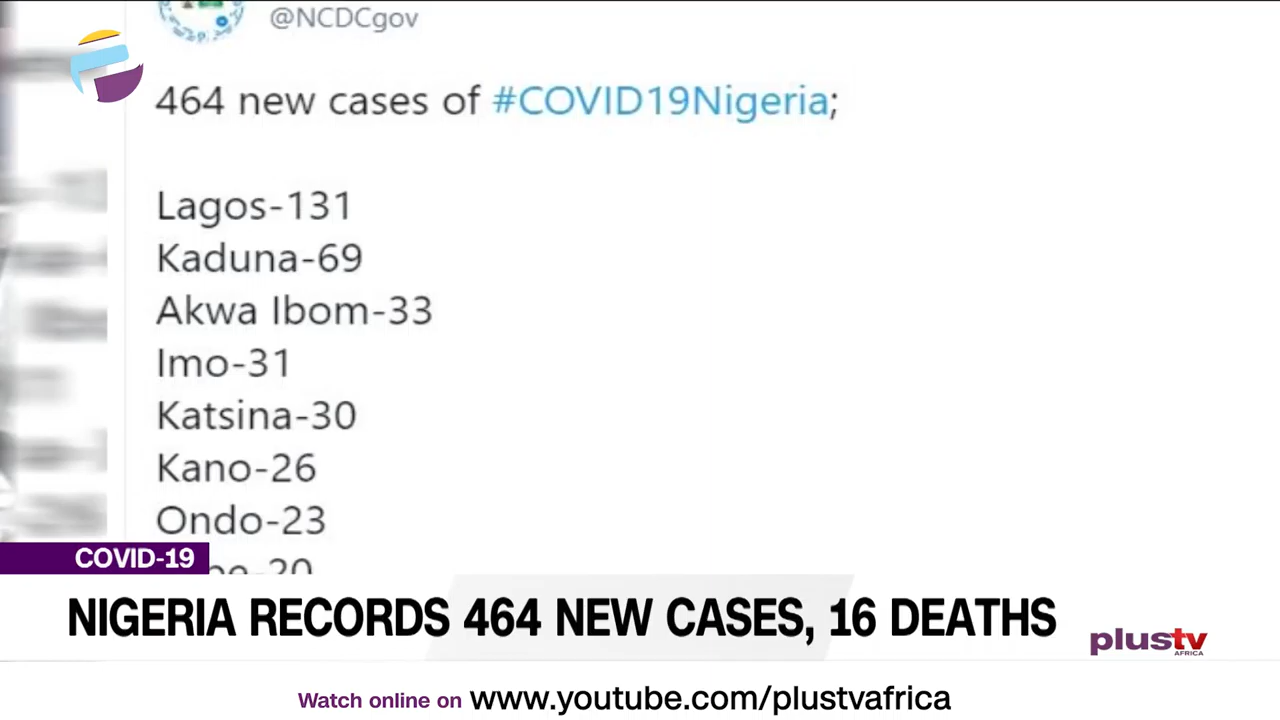 @NCDCgov
464 new cases of #COVID19Nigeria;
Lagos-131
Kaduna-69
Akwa Ibom-33
Imo-31
Katsina-30
Kano-26
Ondo-23
COVID-19
NIGERIA RECORDS 464 NEW CASES, 16 DEATHS
plustv
AFRICA
Watch online on www.youtube.com/plustvafrica